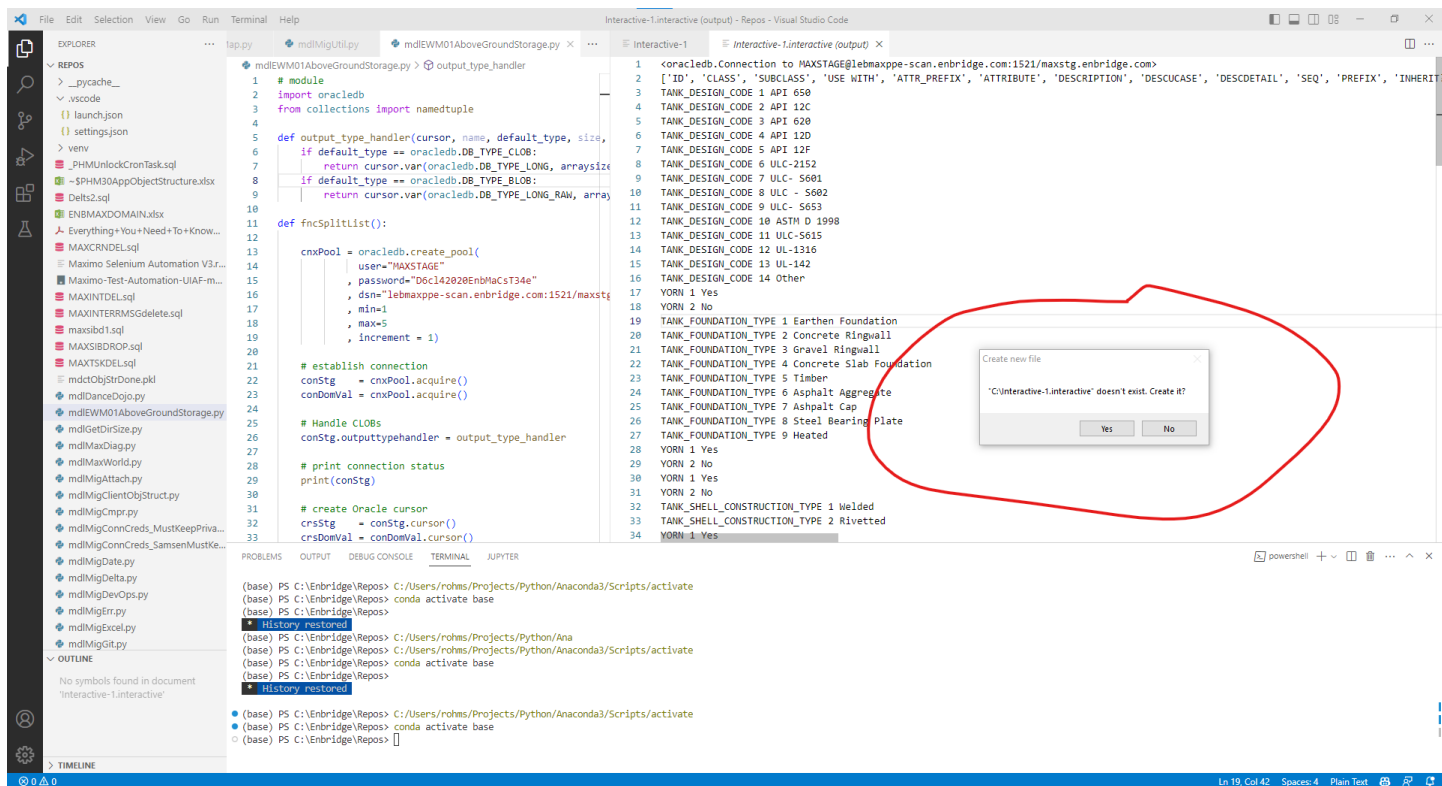 File Edit Selection View Go Run Terminal Help
Interactive-1.interactive (output) - Repos - Visual Studio Code
EXPLORER
REPOS
__pycache__
.vscode
launch.json
settings.json
venv
_PHMUnlockCronTask.sql
~$PHM30AppObjectStructure.xlsx
Delts2.sql
ENBMAXDOMAIN.xlsx
Everything+You+Need+To+Know...
MAXCRNDEL.sql
Maximo Selenium Automation V3.r...
Maximo-Test-Automation-UIAF-m...
MAXINTDEL.sql
MAXINTERRMSGdelete.sql
maxsibd1.sql
MAXSIBDROP.sql
MAXTSKDEL.sql
mdctObjStrDone.pkl
mdlDanceDojo.py
mdlEWM01AboveGroundStorage.py
mdlGetDirSize.py
mdlMaxDiag.py
mdlMaxWorld.py
mdlMigAttach.py
mdlMigClientObjStruct.py
mdlMigCmpr.py
mdlMigConnCreds_MustKeepPriva...
mdlMigConnCreds_SamsenMustKe...
mdlMigDate.py
mdlMigDelta.py
mdlMigDevOps.py
mdlMigErr.py
mdlMigExcel.py
mdlMigGit.py
OUTLINE
No symbols found in document
'Interactive-1.interactive'
TIMELINE
lap.py mdlMigUtil.py mdlEWM01AboveGroundStorage.py
mdlEWM01AboveGroundStorage.py > output_type_handler
1 # module
2 import oracledb
3 from collections import namedtuple
4
5 def output_type_handler(cursor, name, default_type, size,
6 if default_type == oracledb.DB_TYPE_CLOB:
7 return cursor.var(oracledb.DB_TYPE_LONG, arraysize
8 if default_type == oracledb.DB_TYPE_BLOB:
9 return cursor.var(oracledb.DB_TYPE_LONG_RAW, array
10
11 def fncSplitList():
12
13 cnxPool = oracledb.create_pool(
14 user="MAXSTAGE"
15 , password="D6cl42020EnbMaCsT34e"
16 , dsn="lebmaxppe-scan.enbridge.com:1521/maxstg
17 , min=1
18 , max=5
19 , increment = 1)
20
21 # establish connection
22 conStg = cnxPool.acquire()
23 conDomVal = cnxPool.acquire()
24
25 # Handle CLOBs
26 conStg.outputtypehandler = output_type_handler
27
28 # print connection status
29 print(conStg)
30
31 # create Oracle cursor
32 crsStg = conStg.cursor()
33 crsDomVal = conDomVal.cursor()
Interactive-1 Interactive-1.interactive (output)
1 <oracledb.Connection to MAXSTAGE@lebmaxppe-scan.enbridge.com:1521/maxstg.enbridge.com>
2 ['ID', 'CLASS', 'SUBCLASS', 'USE WITH', 'ATTR_PREFIX', 'ATTRIBUTE', 'DESCRIPTION', 'DESCUCASE', 'DESCDETAIL', 'SEQ', 'PREFIX', 'INHERIT
3 TANK_DESIGN_CODE 1 API 650
4 TANK_DESIGN_CODE 2 API 12C
5 TANK_DESIGN_CODE 3 API 620
6 TANK_DESIGN_CODE 4 API 12D
7 TANK_DESIGN_CODE 5 API 12F
8 TANK_DESIGN_CODE 6 ULC-2152
9 TANK_DESIGN_CODE 7 ULC- S601
10 TANK_DESIGN_CODE 8 ULC - S602
11 TANK_DESIGN_CODE 9 ULC- S653
12 TANK_DESIGN_CODE 10 ASTM D 1998
13 TANK_DESIGN_CODE 11 ULC-S615
14 TANK_DESIGN_CODE 12 UL-1316
15 TANK_DESIGN_CODE 13 UL-142
16 TANK_DESIGN_CODE 14 Other
17 YORN 1 Yes
18 YORN 2 No
19 TANK_FOUNDATION_TYPE 1 Earthen Foundation
20 TANK_FOUNDATION_TYPE 2 Concrete Ringwall
21 TANK_FOUNDATION_TYPE 3 Gravel Ringwall
22 TANK_FOUNDATION_TYPE 4 Concrete Slab Foundation
23 TANK_FOUNDATION_TYPE 5 Timber
24 TANK_FOUNDATION_TYPE 6 Asphalt Aggregate
25 TANK_FOUNDATION_TYPE 7 Ashpalt Cap
26 TANK_FOUNDATION_TYPE 8 Steel Bearing Plate
27 TANK_FOUNDATION_TYPE 9 Heated
28 YORN 1 Yes
29 YORN 2 No
30 YORN 1 Yes
31 YORN 2 No
32 TANK_SHELL_CONSTRUCTION_TYPE 1 Welded
33 TANK_SHELL_CONSTRUCTION_TYPE 2 Rivetted
34 YORN 1 Yes
Create new file
"C:\Interactive-1.interactive" doesn't exist. Create it?
Yes No
PROBLEMS OUTPUT DEBUG CONSOLE TERMINAL JUPYTER
powershell
(base) PS C:\Enbridge\Repos> C:/Users/rohms/Projects/Python/Anaconda3/Scripts/activate
(base) PS C:\Enbridge\Repos> conda activate base
(base) PS C:\Enbridge\Repos>
* History restored
(base) PS C:\Enbridge\Repos> C:/Users/rohms/Projects/Python/Ana
(base) PS C:\Enbridge\Repos> C:/Users/rohms/Projects/Python/Anaconda3/Scripts/activate
(base) PS C:\Enbridge\Repos> conda activate base
(base) PS C:\Enbridge\Repos>
* History restored
(base) PS C:\Enbridge\Repos> C:/Users/rohms/Projects/Python/Anaconda3/Scripts/activate
(base) PS C:\Enbridge\Repos> conda activate base
(base) PS C:\Enbridge\Repos>
0 0
Ln 19, Col 42 Spaces: 4 Plain Text